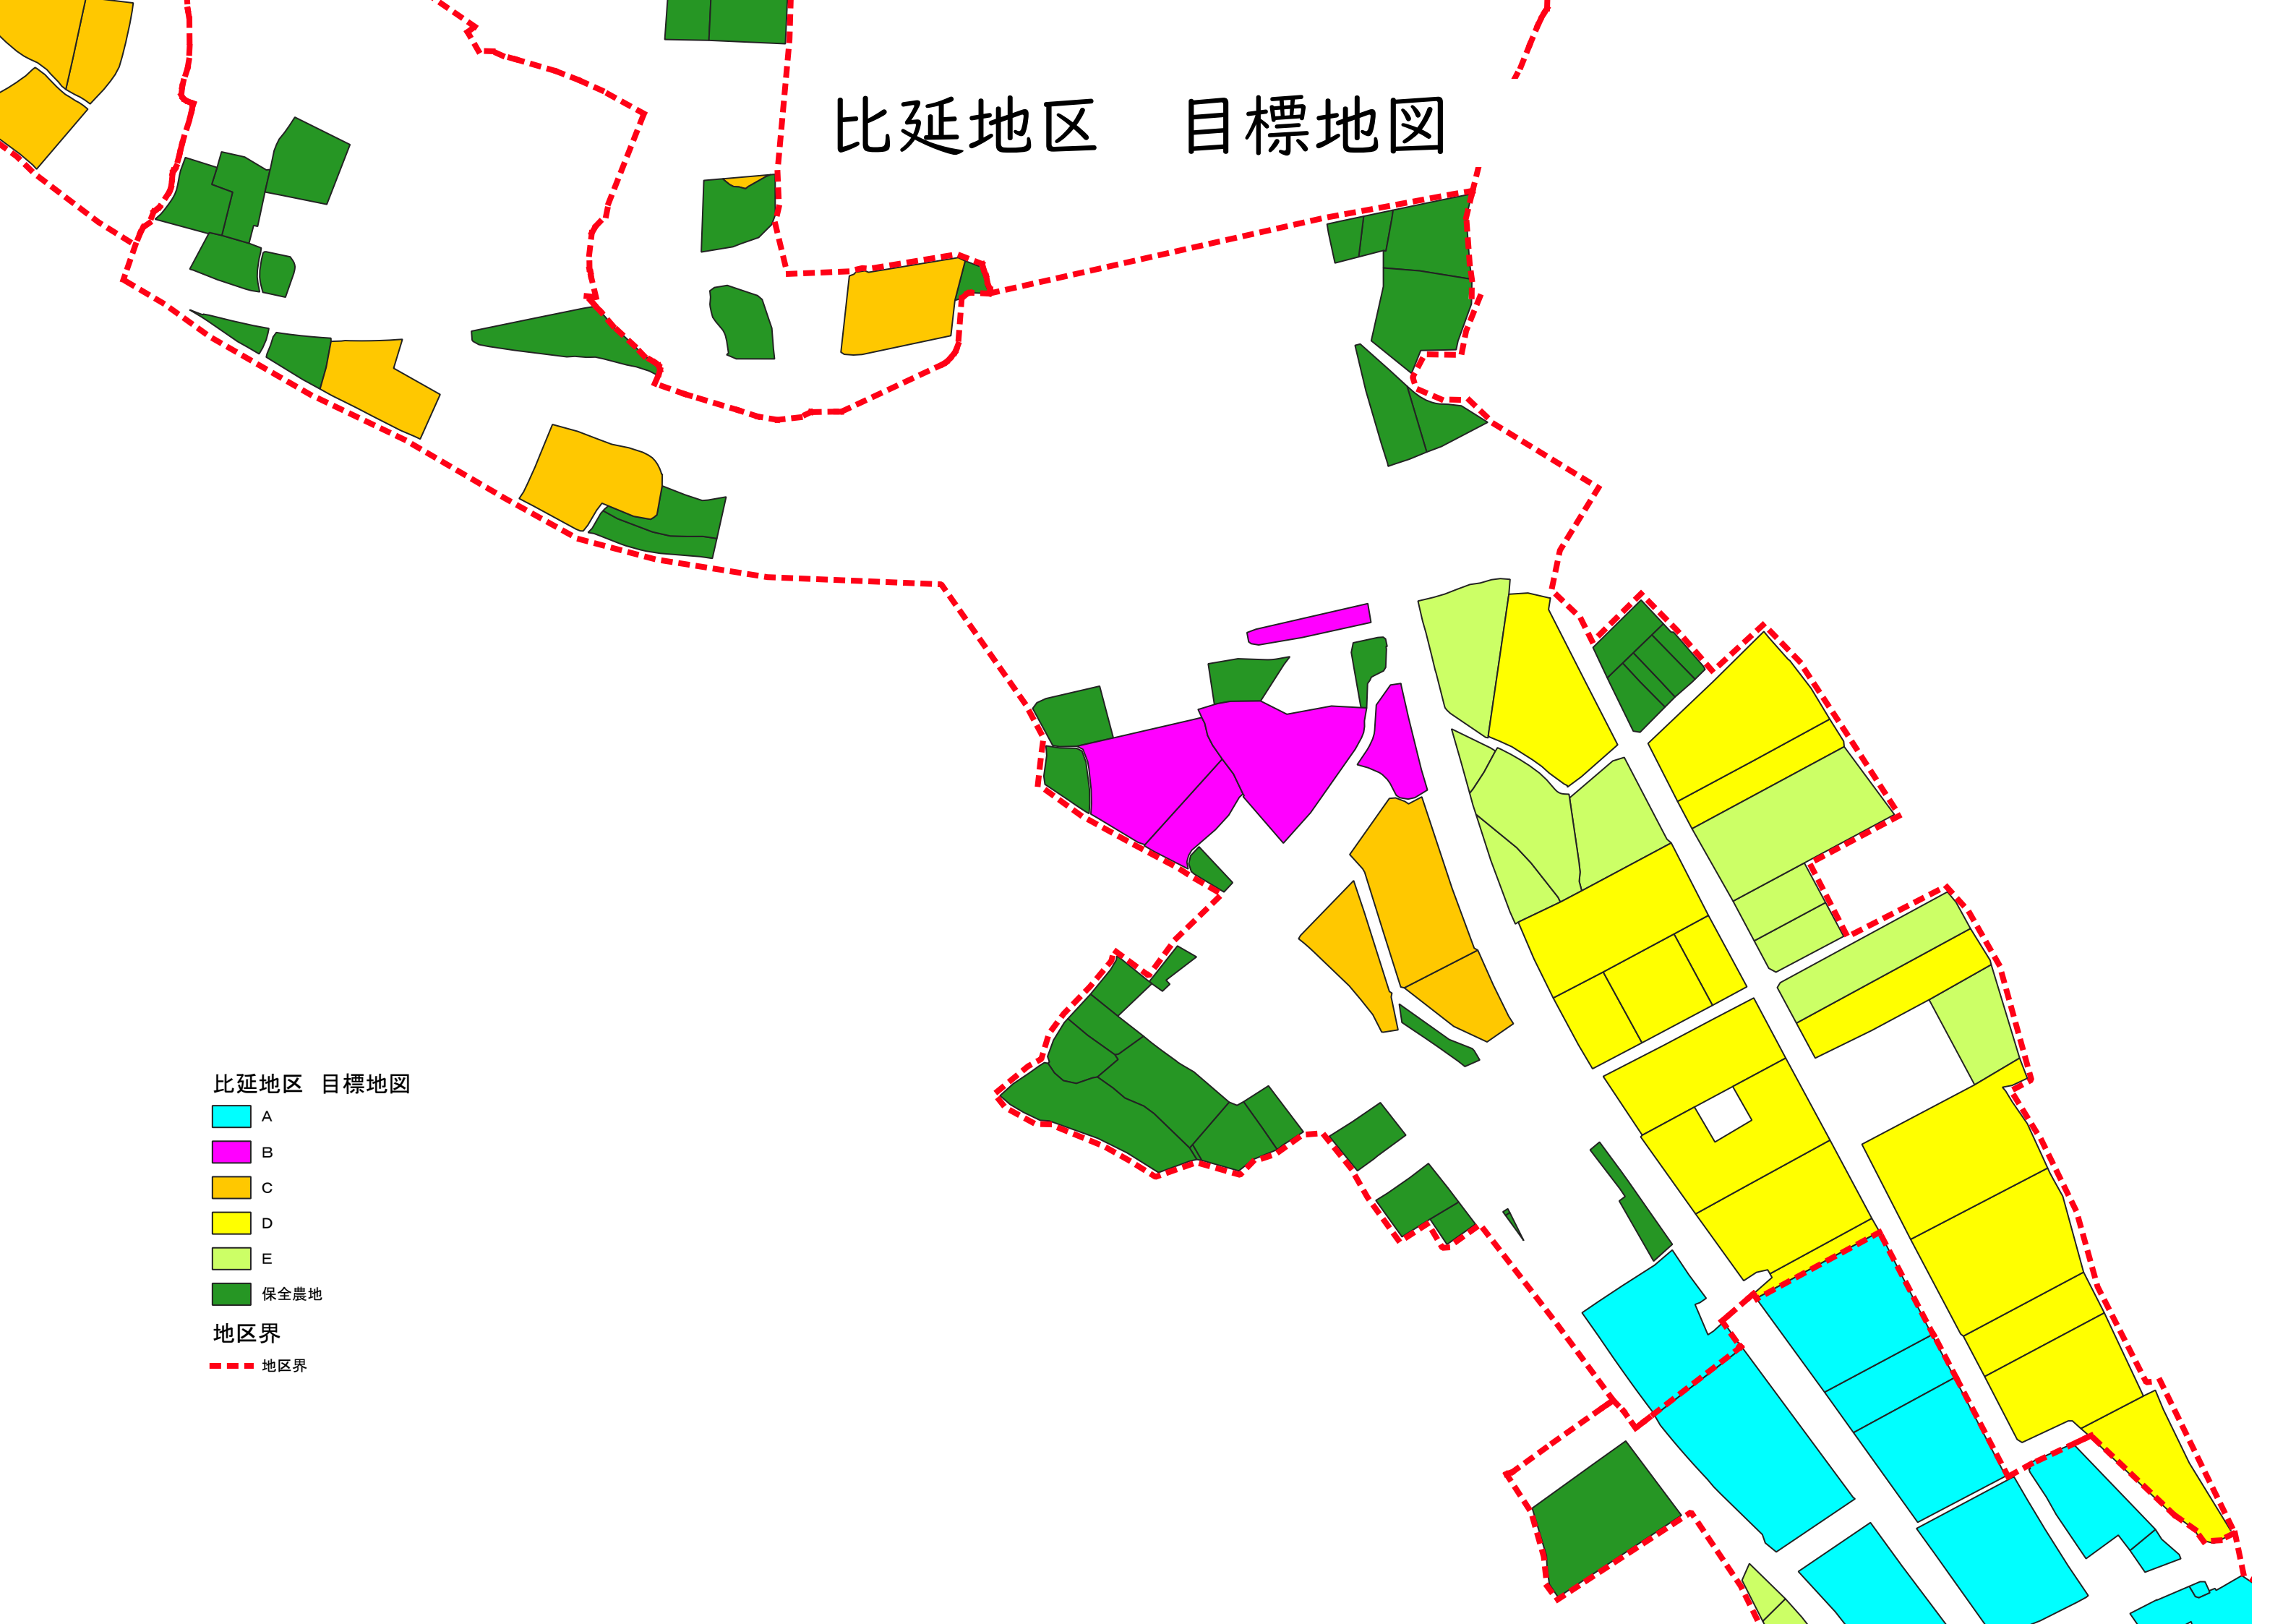 比延地区　目標地図
比延地区　目標地図
A
B
C
D
E
保全農地
地区界
地区界